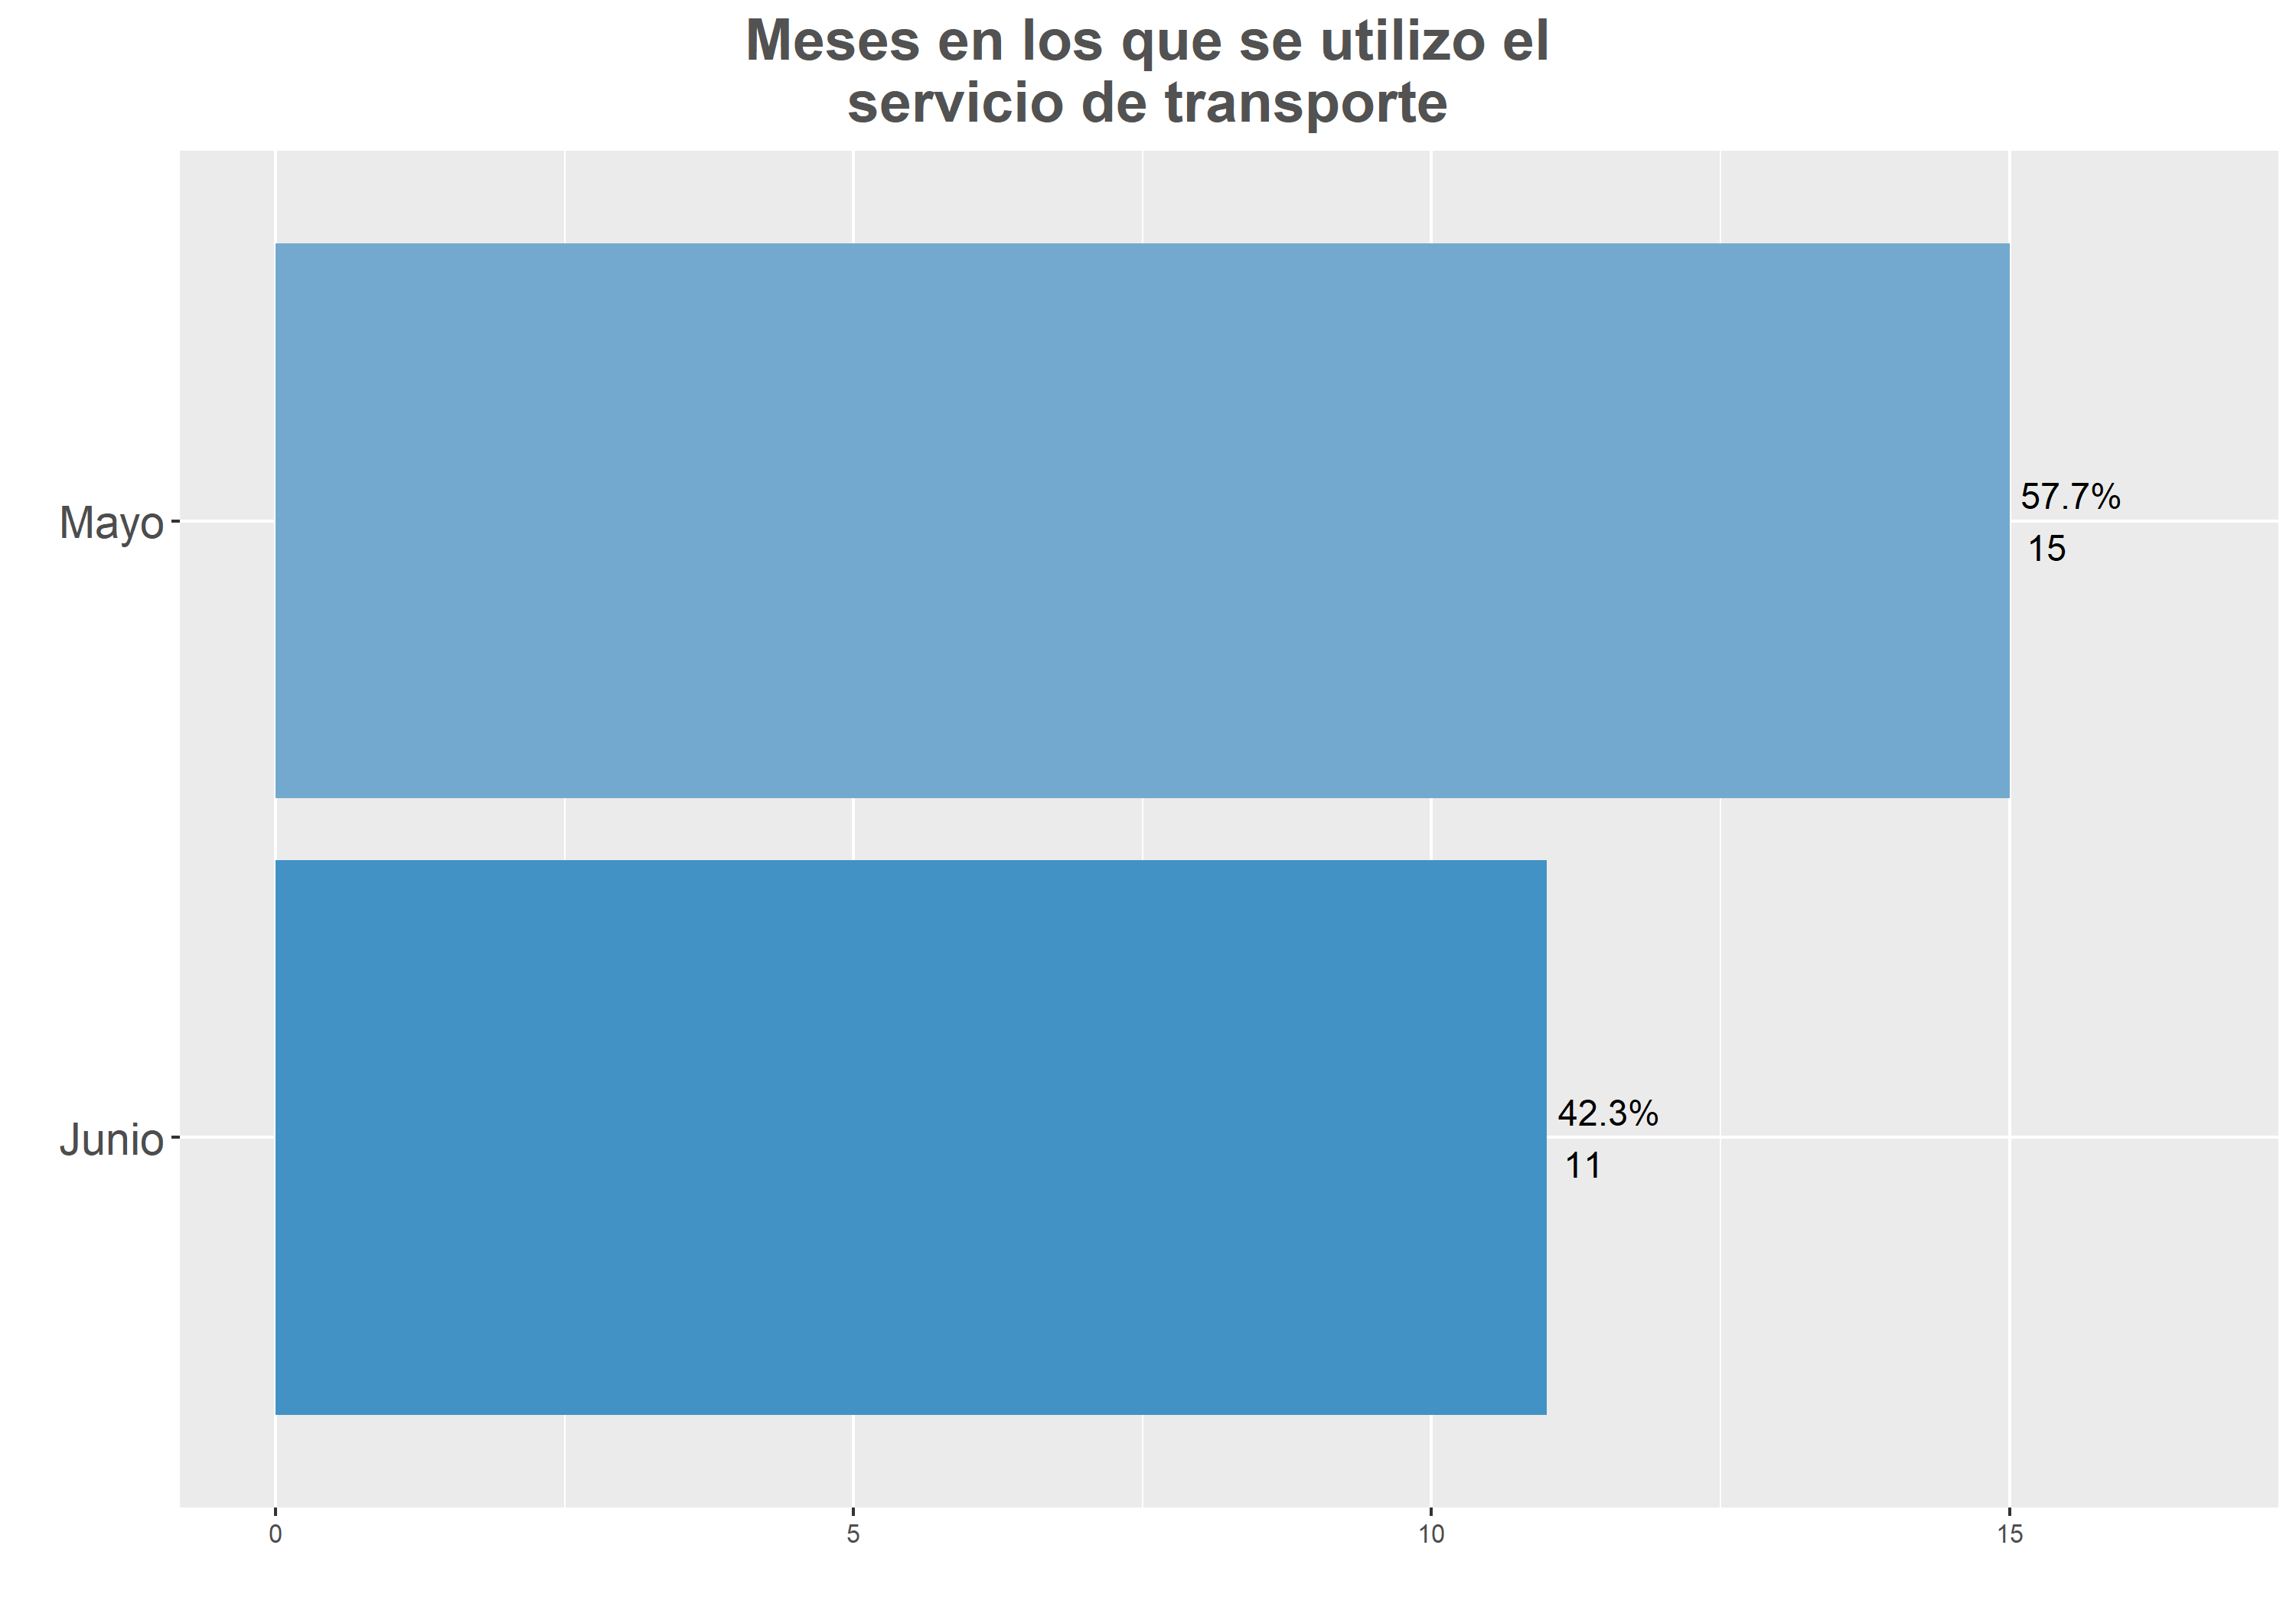 Meses en los que se utilizo el
servicio de transporte
Mayo
57.7%
15
Junio
42.3%
11
0 5 10 15